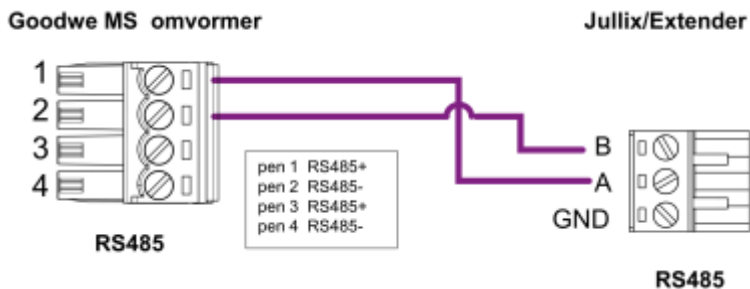 Goodwe MS omvormer
Jullix/Extender
1
2
3
4
pen 1 RS485+
pen 2 RS485-
pen 3 RS485+
pen 4 RS485-
B
A
GND
RS485
RS485